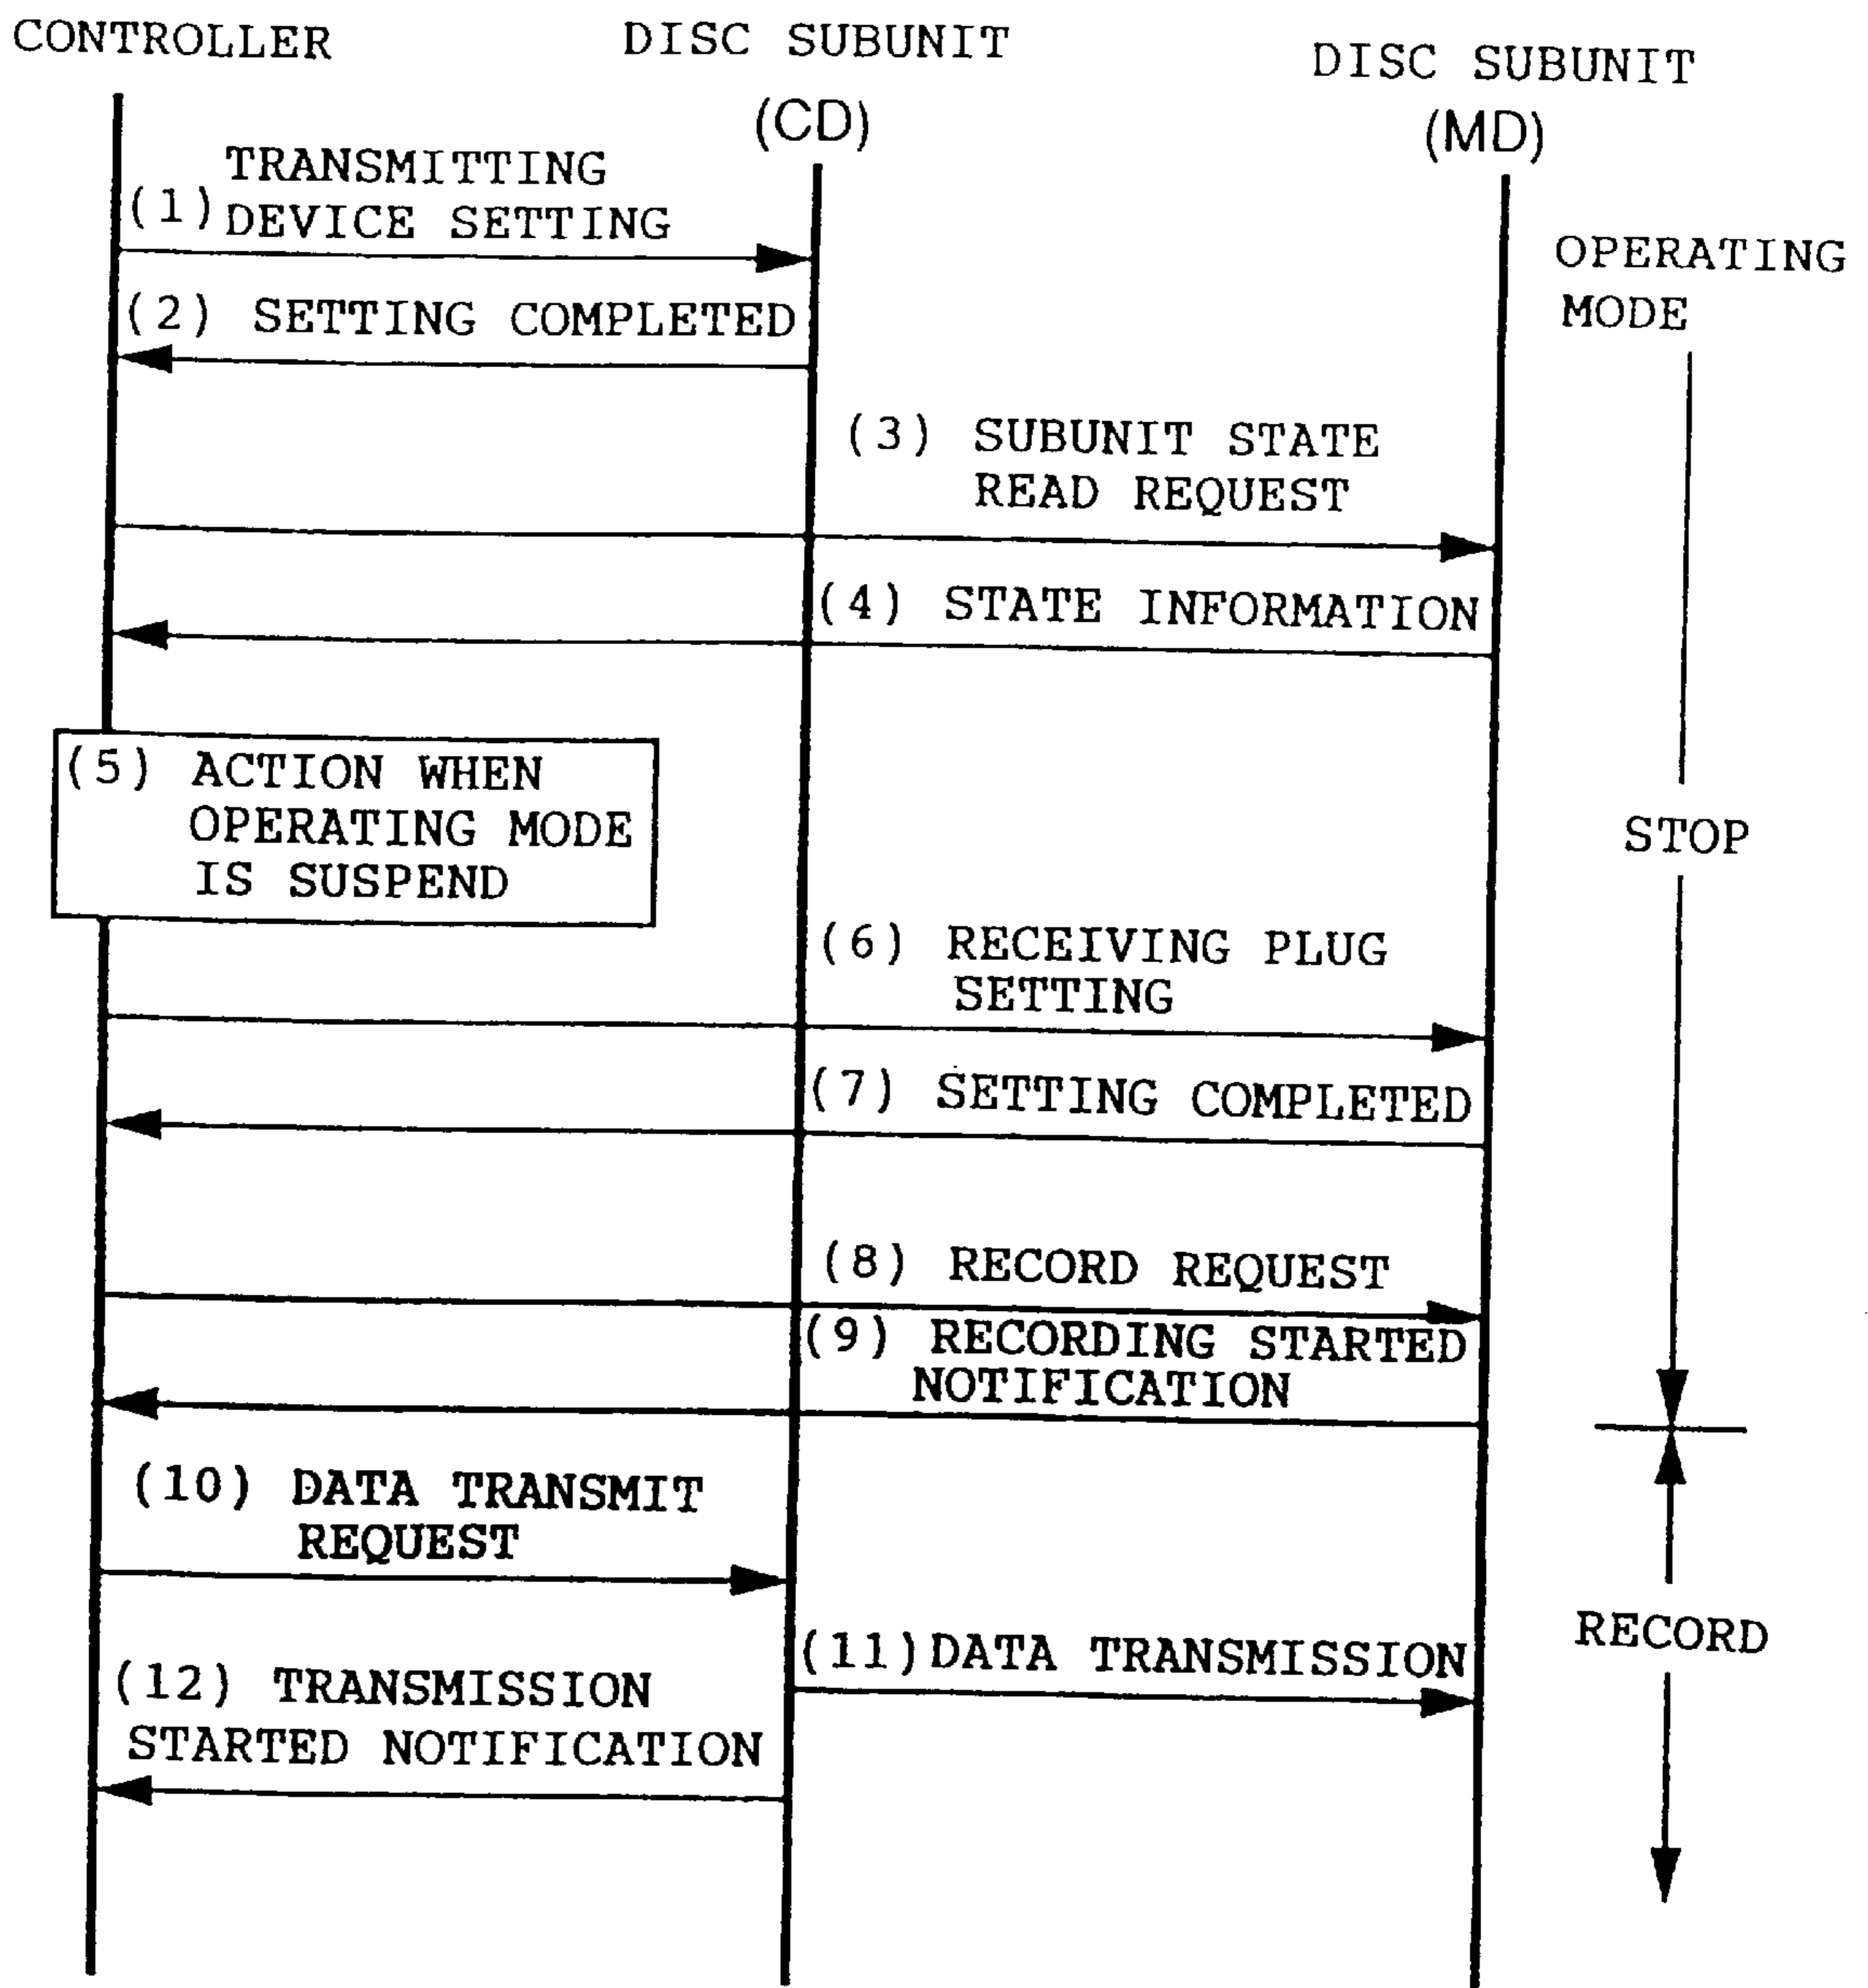 CONTROLLER
DISC SUBUNIT
(CD)
DISC SUBUNIT
(MD)
OPERATING
MODE
(1) TRANSMITTING
DEVICE SETTING
(2) SETTING COMPLETED
(3) SUBUNIT STATE
READ REQUEST
(4) STATE INFORMATION
(5) ACTION WHEN
OPERATING MODE
IS SUSPEND
STOP
(6) RECEIVING PLUG
SETTING
(7) SETTING COMPLETED
(8) RECORD REQUEST
(9) RECORDING STARTED
NOTIFICATION
(10) DATA TRANSMIT
REQUEST
(11) DATA TRANSMISSION
RECORD
(12) TRANSMISSION
STARTED NOTIFICATION